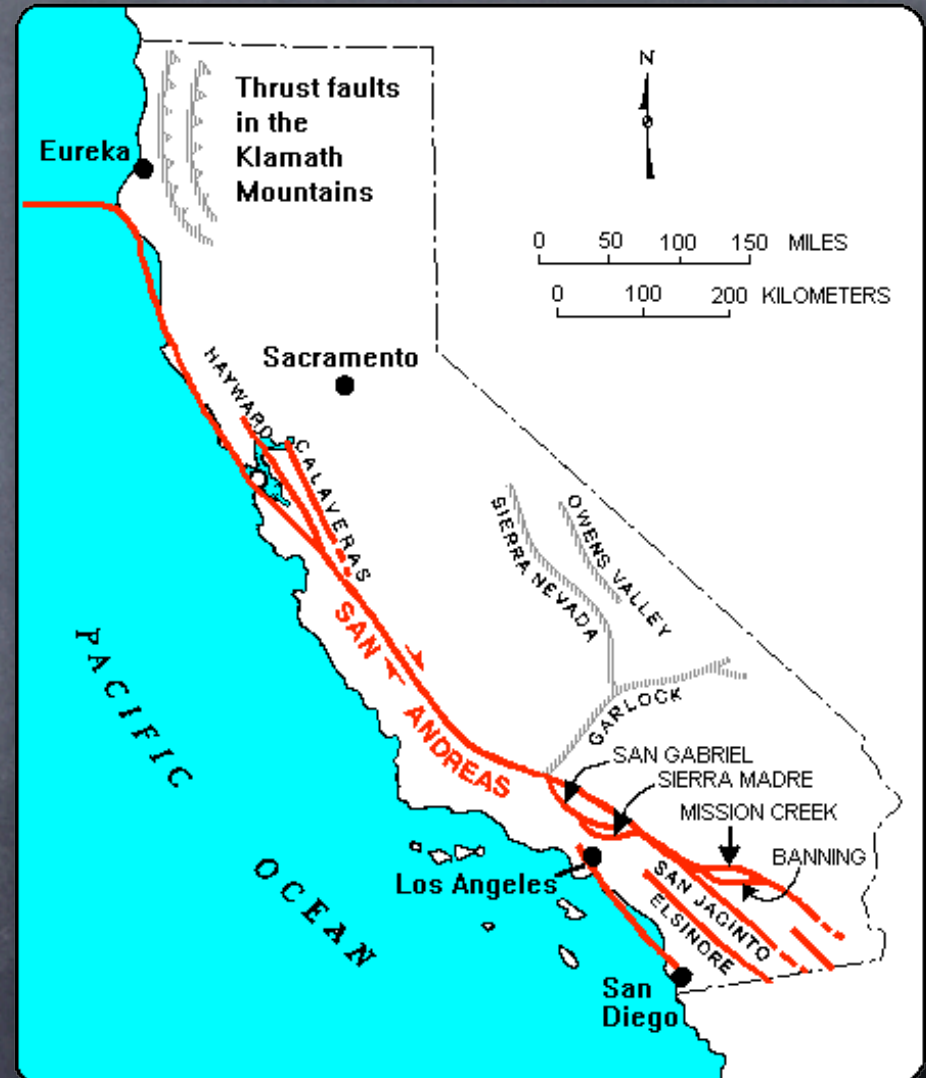 Thrust faults
in the
Klamath
Mountains
N
Eureka
0 50 100 150 MILES
0 100 200 KILOMETERS
Sacramento
HAYWARD
CALAVERAS
SIERRA NEVADA
OWENS VALLEY
SAN
ANDREAS
GARLOCK
PACIFIC
OCEAN
SAN GABRIEL
SIERRA MADRE
MISSION CREEK
BANNING
Los Angeles
SAN JACINTO
ELSINORE
San
Diego